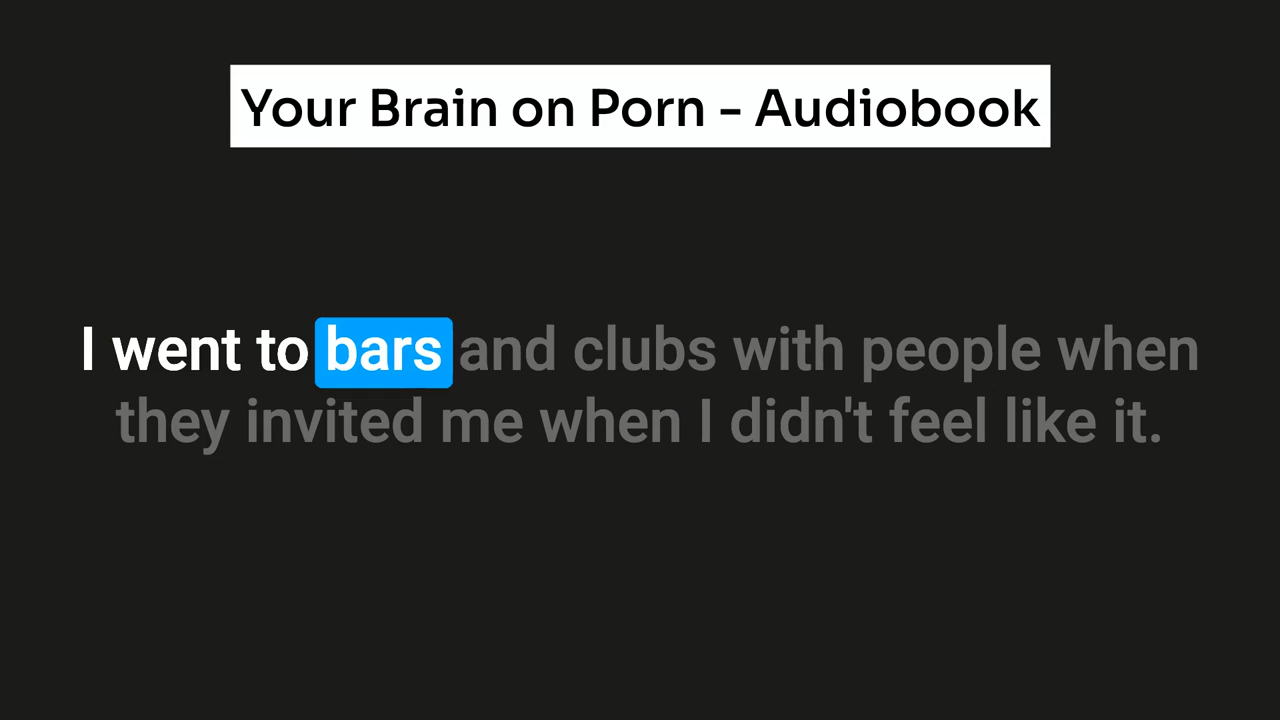 Your Brain on Porn - Audiobook
I went to bars and clubs with people when
they invited me when I didn't feel like it.